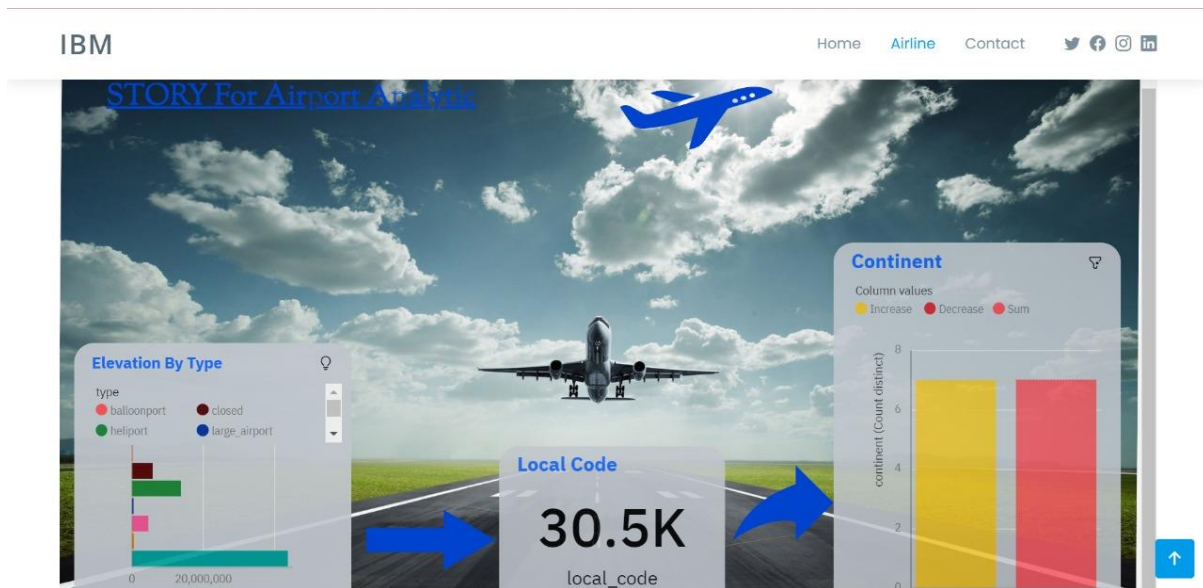 IBM
Home Airline Contact
STORY For Airport Analytic
Continent
Column values
Increase Decrease Sum
8
6
4
2
0
continent (Count distinct)
Elevation By Type
type
balloonport closed
heliport large_airport
0 20,000,000
Local Code
30.5K
local_code